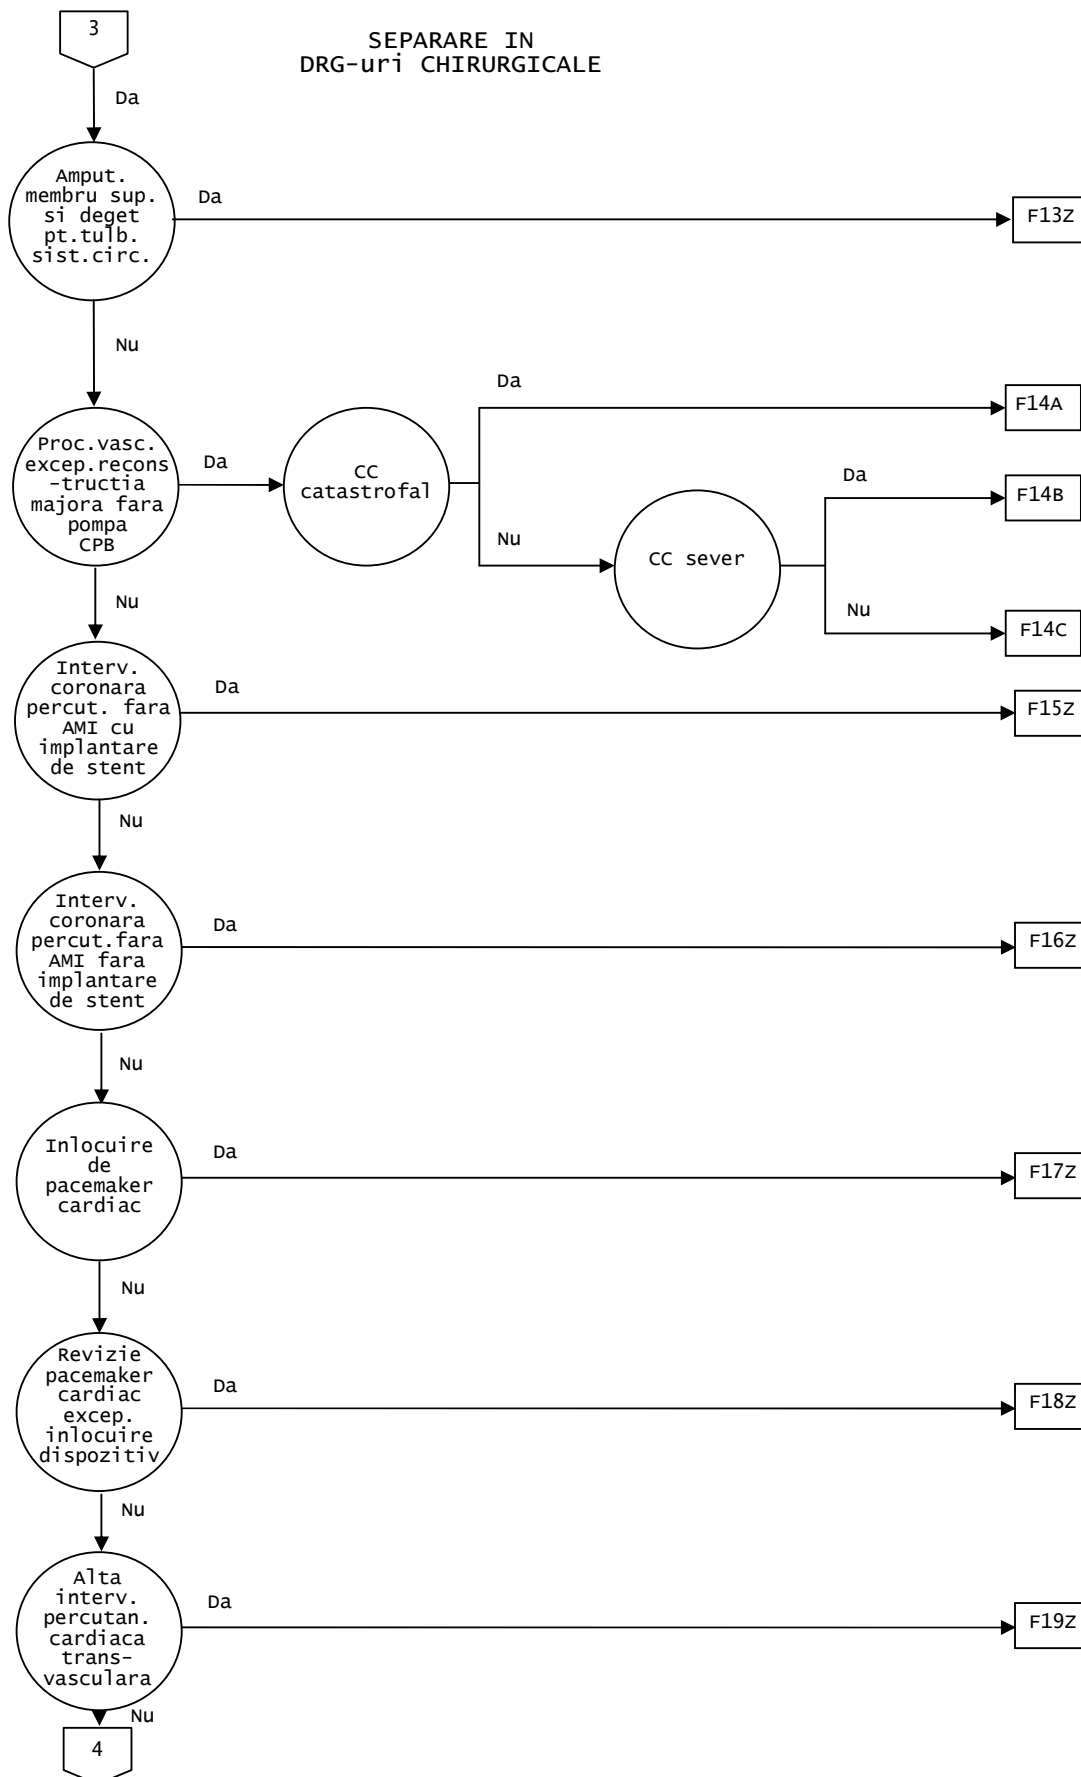 3
SEPARARE IN
DRG-uri CHIRURGICALE
Da
Amput.
membru sup.
si deget
pt.tulb.
sist.circ.
Da
F13Z
Nu
Proc.vasc.
excep.recons
-tructia
majora fara
pompa
CPB
Da
CC
catastrofal
Da
F14A
Nu
CC sever
Da
F14B
Nu
F14C
Nu
Interv.
coronara
percut. fara
AMI cu
implantare
de stent
Da
F15Z
Nu
Interv.
coronara
percut.fara
AMI fara
implantare
de stent
Da
F16Z
Nu
Inlocuire
de
pacemaker
cardiac
Da
F17Z
Nu
Revizie
pacemaker
cardiac
excep.
inlocuire
dispozitiv
Da
F18Z
Nu
Alta
interv.
percutan.
cardiaca
trans-
vasculara
Da
F19Z
Nu
4